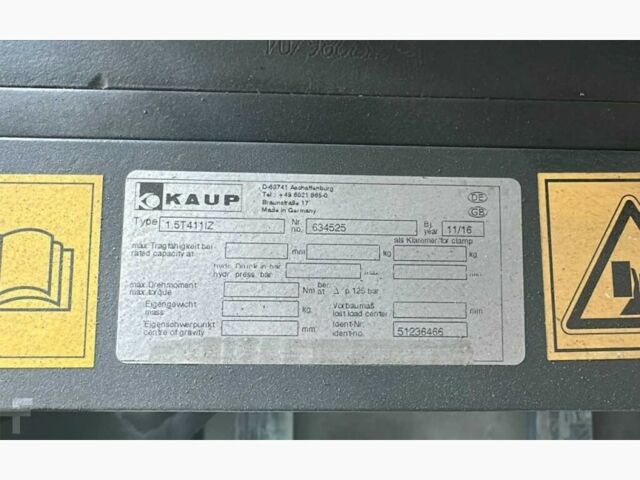 KAUP
D-63741 Aschaffenburg
Tel.: +49 6021 865-0
Braunstraße 17
Made in Germany
DE
GB
Type 1.5T411IZ Nr. no. 634525 Bj. year 11/16
als Klammer/for clamp
max. Tragfähigkeit bei mm: kg kg
rated capacity at
hydr. Druck in bar max.
hydr. press. bar
max. Drehmoment Nm at Δ p 125 bar
max. torque
Eigengewicht kg Vorbaumaß mm
mass lost load center
Eigenschwerpunkt mm Ident-Nr.
centre of gravity ident-no. 51236466